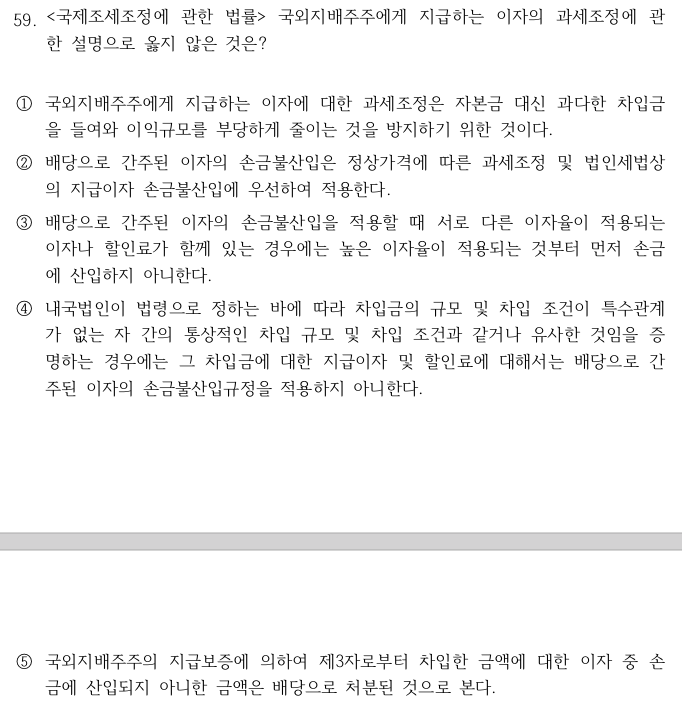 59. <국제조세조정에 관한 법률> 국외지배주주에게 지급하는 이자의 과세조정에 관
한 설명으로 옳지 않은 것은?
① 국외지배주주에게 지급하는 이자에 대한 과세조정은 자본금 대신 과다한 차입금
을 들여와 이익규모를 부당하게 줄이는 것을 방지하기 위한 것이다.
② 배당으로 간주된 이자의 손금불산입은 정상가격에 따른 과세조정 및 법인세법상
의 지급이자 손금불산입에 우선하여 적용한다.
③ 배당으로 간주된 이자의 손금불산입을 적용할 때 서로 다른 이자율이 적용되는
이자나 할인료가 함께 있는 경우에는 높은 이자율이 적용되는 것부터 먼저 손금
에 산입하지 아니한다.
④ 내국법인이 법령으로 정하는 바에 따라 차입금의 규모 및 차입 조건이 특수관계
가 없는 자 간의 통상적인 차입 규모 및 차입 조건과 같거나 유사한 것임을 증
명하는 경우에는 그 차입금에 대한 지급이자 및 할인료에 대해서는 배당으로 간
주된 이자의 손금불산입규정을 적용하지 아니한다.
⑤ 국외지배주주의 지급보증에 의하여 제3자로부터 차입한 금액에 대한 이자 중 손
금에 산입되지 아니한 금액은 배당으로 처분된 것으로 본다.